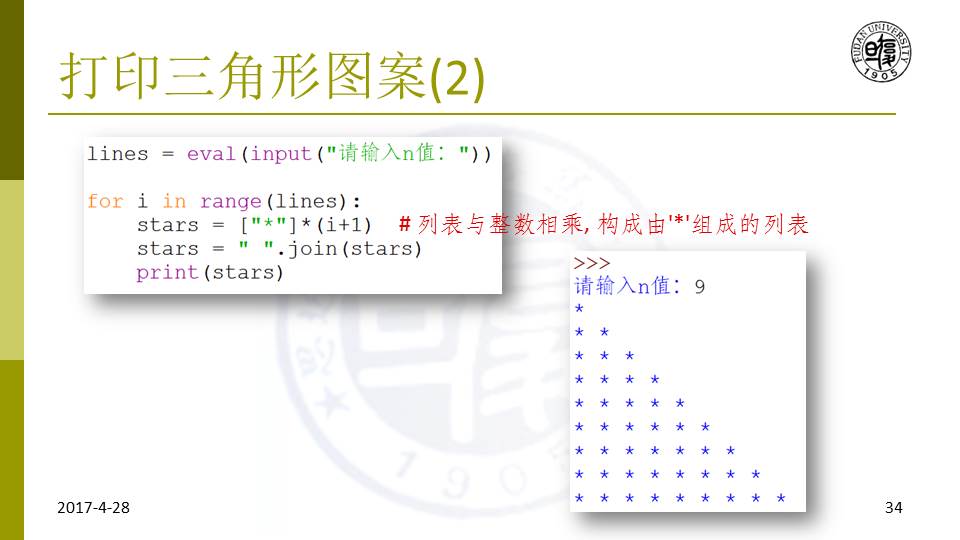 打印三角形图案(2)
FUDAN UNIVERSITY
1905
lines = eval(input("请输入n值: "))
for i in range(lines):
    stars = ["*"]*(i+1)  # 列表与整数相乘, 构成由'*'组成的列表
    stars = " ".join(stars)
    print(stars)
>>>
请输入n值: 9
*
* *
* * *
* * * *
* * * * *
* * * * * *
* * * * * * *
* * * * * * * *
* * * * * * * * *
2017-4-28
34